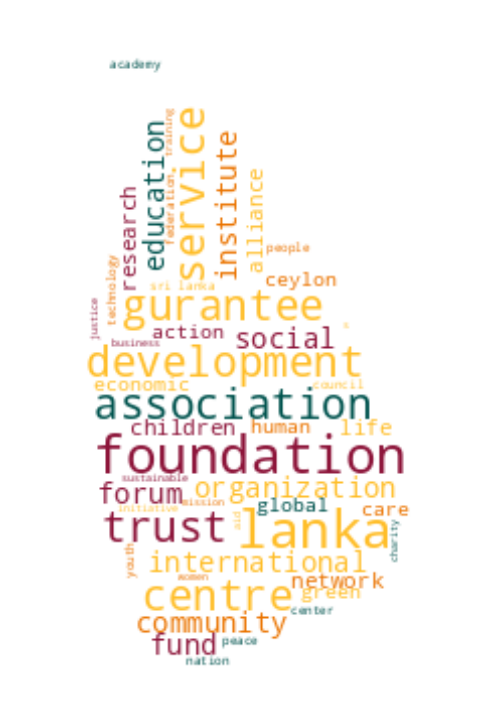 academy
training
education
service
institute
federation
research
alliance
people
technology
sri lanka
ceylon
justice
gurantee
s
action
social
business
development
economic
council
association
children
human
life
foundation
sustainable
forum
organization
mission
initiative
global
care
trust
aid
lanka
charity
youth
international
women
network
centre
green
center
community
fund
peace
nation